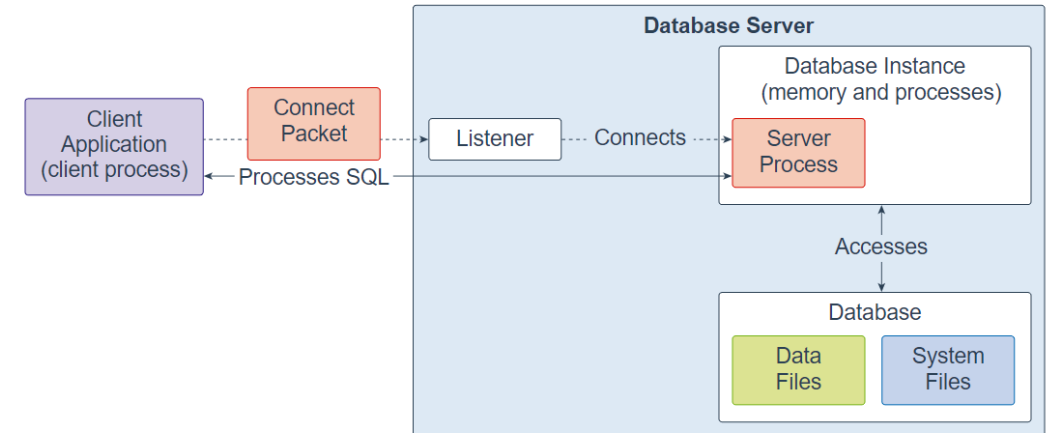 Database Server
Database Instance
(memory and processes)
Client
Application
(client process)
Connect
Packet
Listener
Connects
Server
Process
Processes SQL
Accesses
Database
Data
Files
System
Files